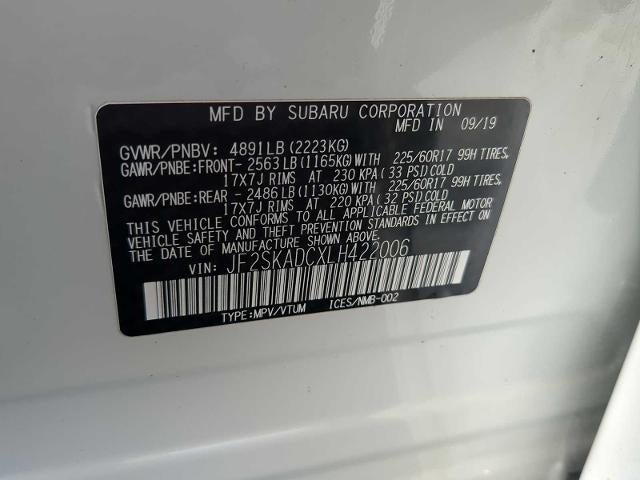 MFD BY SUBARU CORPORATION
MFD IN 09/19
GVWR/PNBV: 4891LB (2223KG)
GAWR/PNBE:FRONT- 2563 LB (1165KG) WITH 225/60R17 99H TIRES,
17X7J RIMS AT 230 KPA (33 PSI) COLD
GAWR/PNBE:REAR - 2486 LB (1130KG) WITH 225/60R17 99H TIRES,
17X7J RIMS AT 220 KPA (32 PSI) COLD
THIS VEHICLE CONFORMS TO ALL APPLICABLE FEDERAL MOTOR
VEHICLE SAFETY AND THEFT PREVENTION STANDARDS IN EFFECT ON
THE DATE OF MANUFACTURE SHOWN ABOVE.
VIN: JF2SKADCXLH422006
TYPE:MPV/VTUM ICES/NMB-002